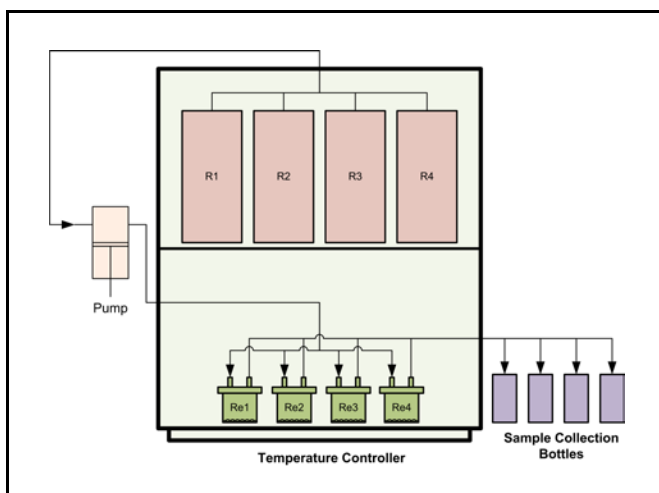 R1
R2
R3
R4
Pump
Re1
Re2
Re3
Re4
Sample Collection
Bottles
Temperature Controller